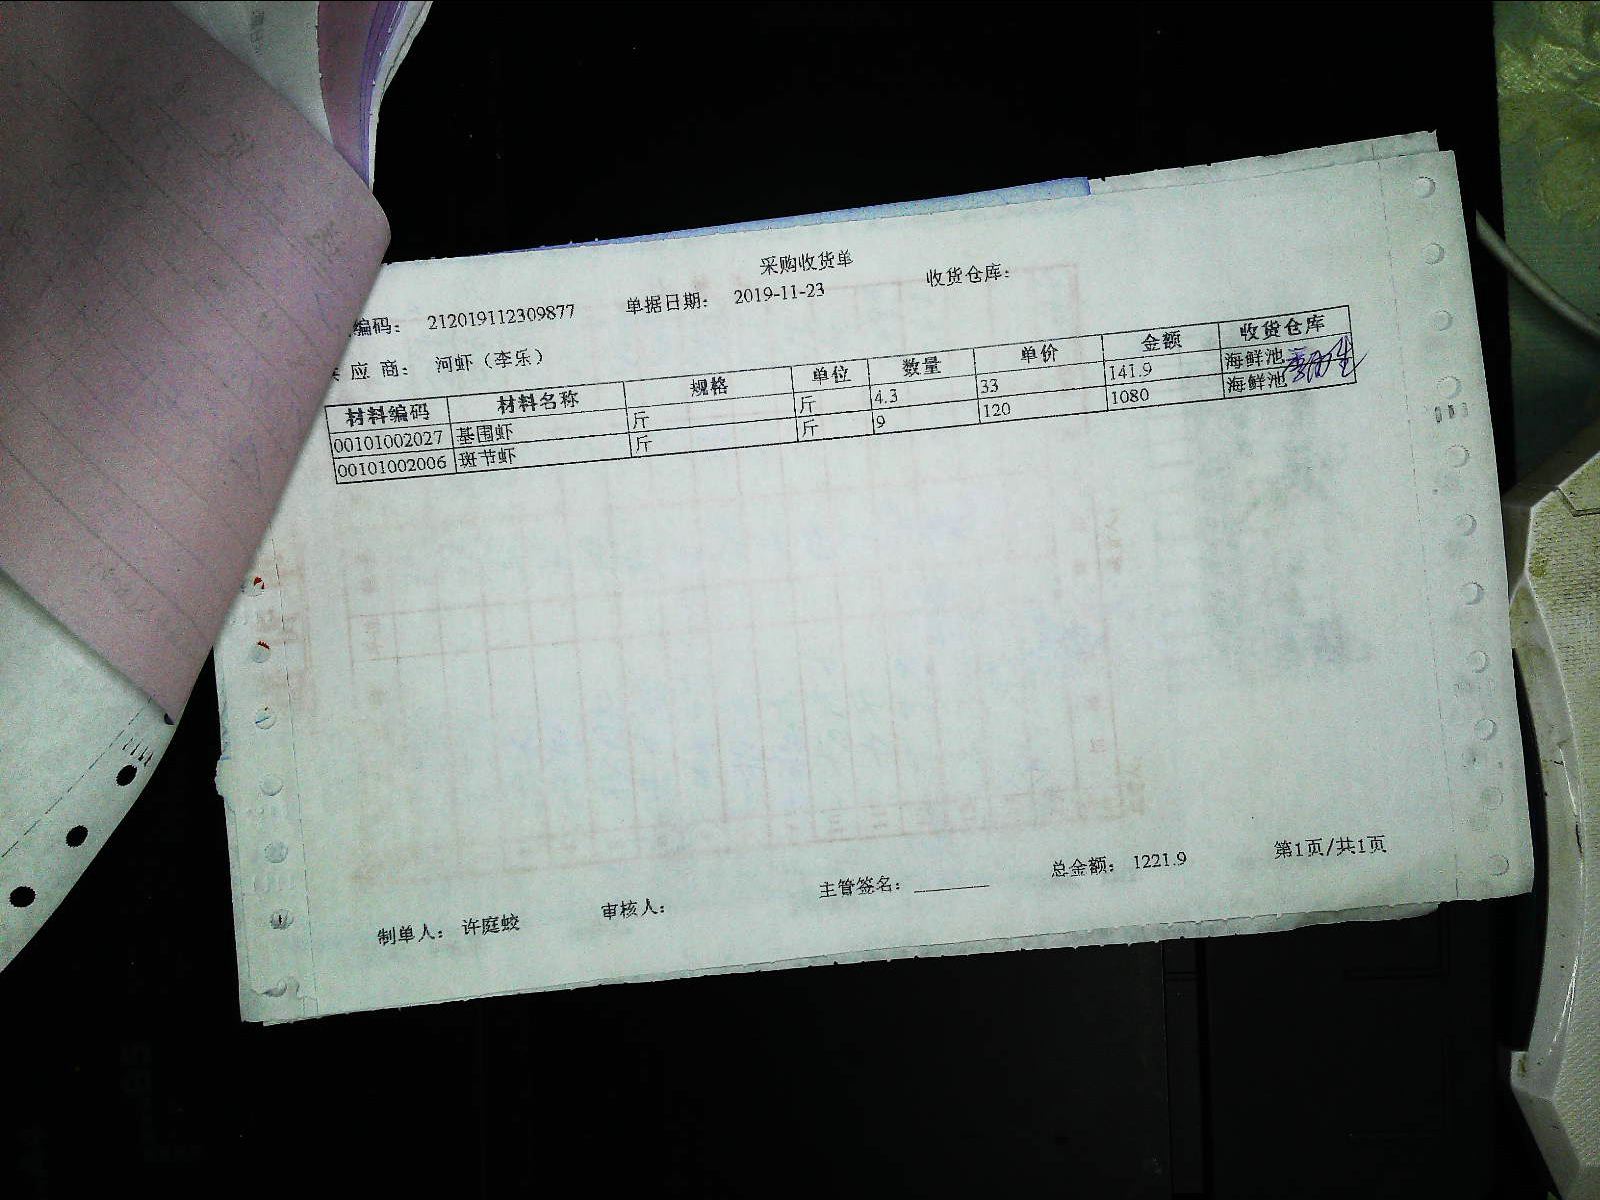 采购收货单
编码： 212019112309877 单据日期： 2019-11-23 收货仓库：
应 商： 河虾（李乐）
材料编码 材料名称 规格 单位 数量 单价 金额 收货仓库
00101002027 基围虾 斤 斤 4.3 33 141.9 海鲜池
00101002006 斑节虾 斤 斤 9 120 1080 海鲜池
制单人： 许庭蛟 审核人： 主管签名： ________ 总金额： 1221.9 第1页/共1页